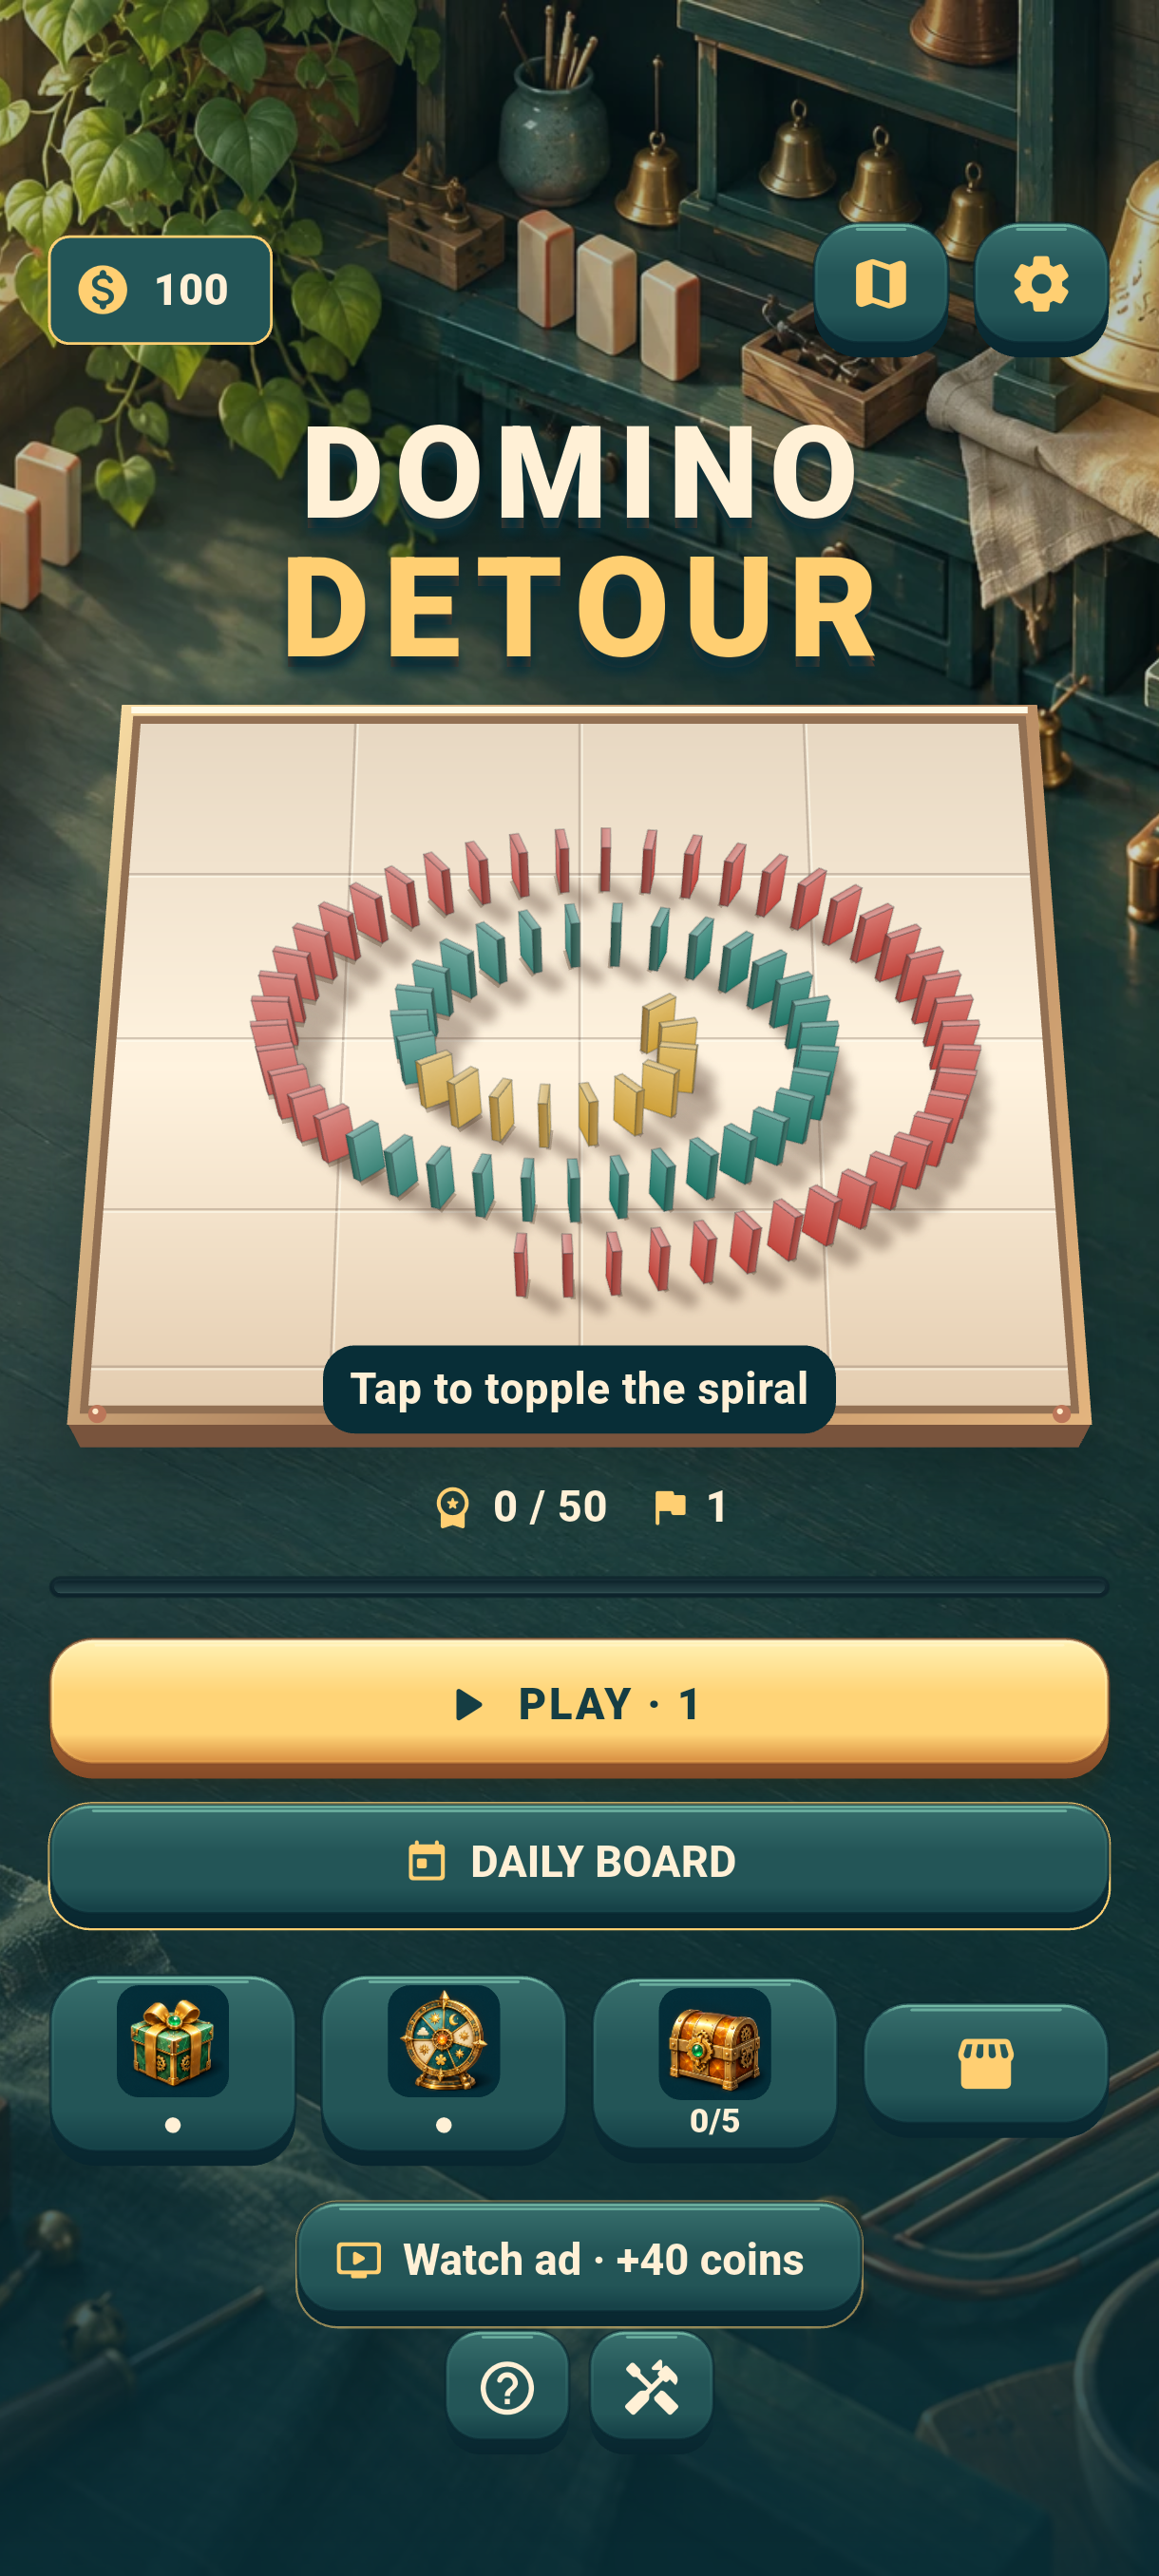 100
DOMINO
DETOUR
Tap to topple the spiral
0 / 50 1
PLAY · 1
DAILY BOARD
0/5
Watch ad · +40 coins